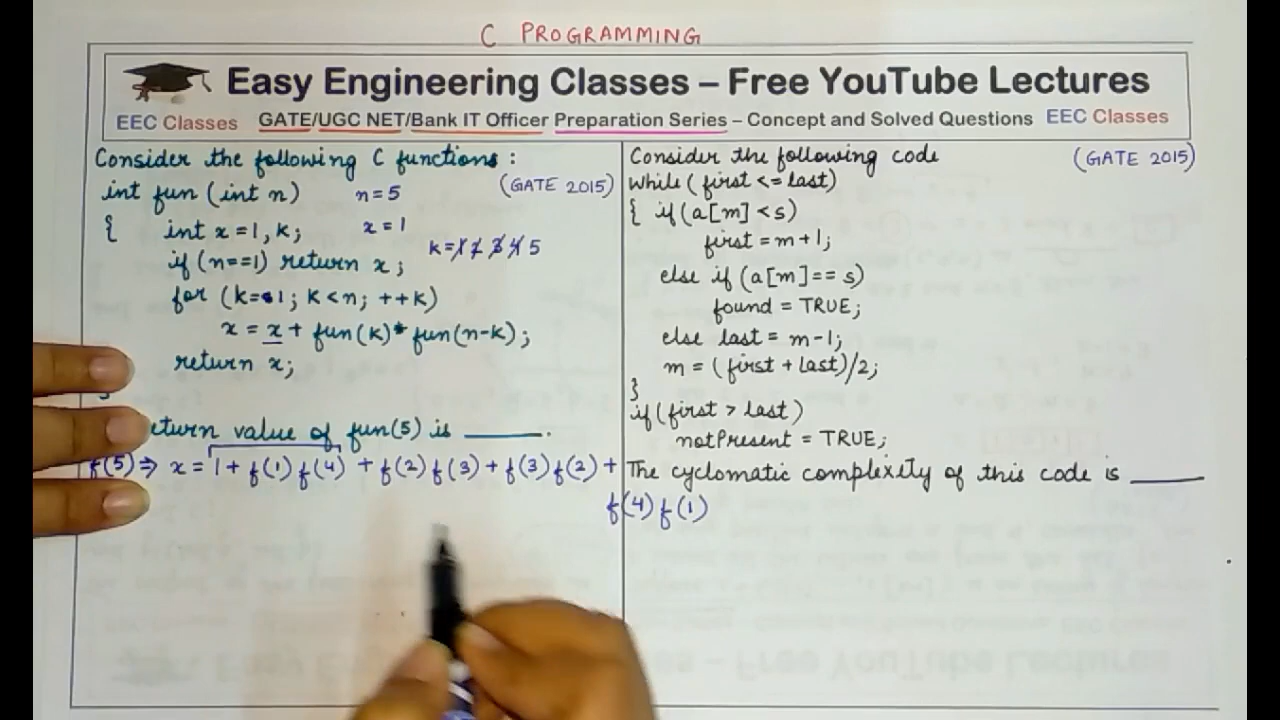 C PROGRAMMING
Easy Engineering Classes – Free YouTube Lectures
EEC Classes GATE/UGC NET/Bank IT Officer Preparation Series – Concept and Solved Questions EEC Classes
Consider the following C functions :
(GATE 2015)
int fun (int n) n=5
{ int x=1, k; x=1
k=1 2 3 4 5
if (n==1) return x;
for (k=1; k<n; ++k)
x = x + fun(k)* fun(n-k);
return x;
}
eturn value of fun(5) is ______.
f(5) ⇒ x = 1 + f(1) f(4) + f(2) f(3) + f(3) f(2) +
f(4) f(1)
Consider the following code (GATE 2015)
while (first <= last)
{ if (a[m] < s)
first = m+1;
else if (a[m] == s)
found = TRUE;
else last = m-1;
m = (first + last)/2;
}
if (first > last)
notPresent = TRUE;
The cyclomatic complexity of this code is ______